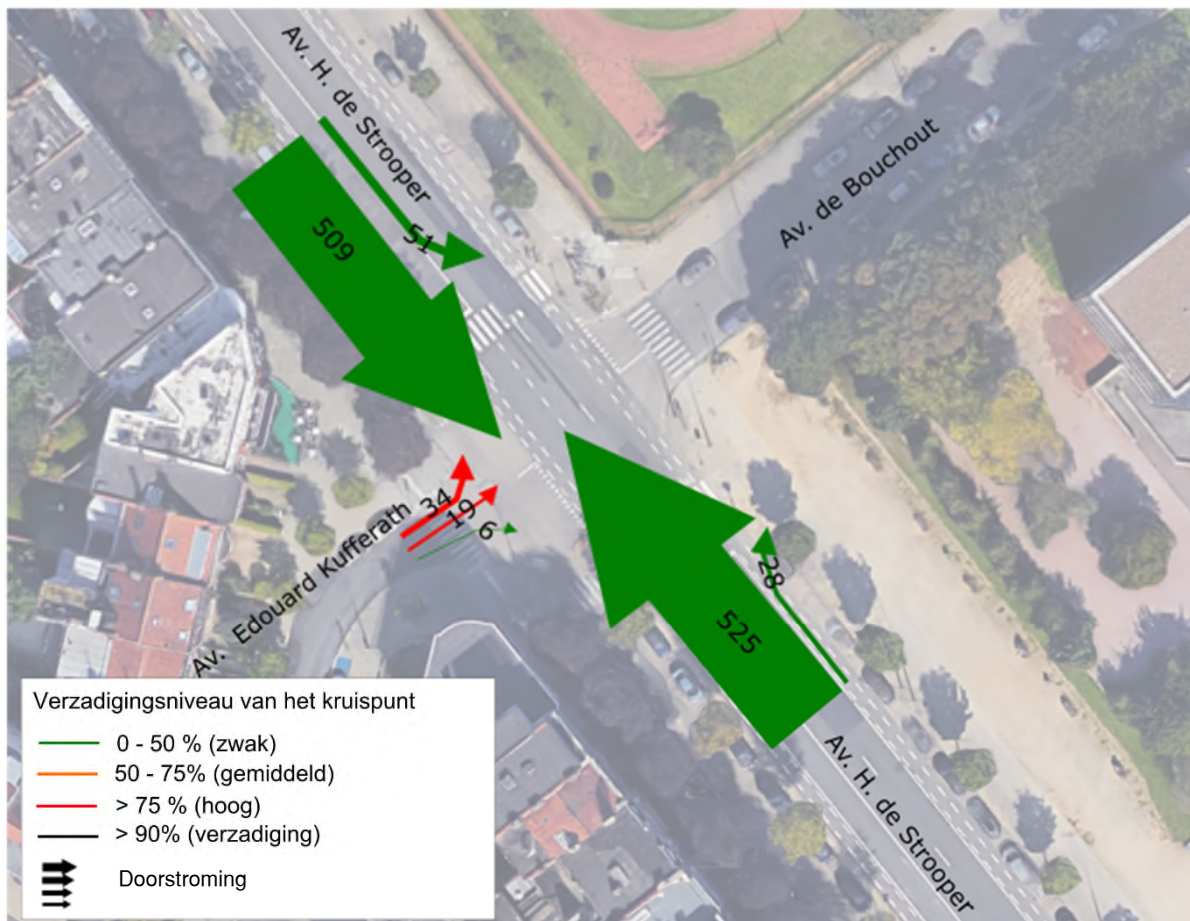 Av. H. de Strooper
Av. de Bouchout
509
51
34
19
6
Av. Edouard Kufferath
28
525
Av. H. de Strooper
Verzadigingsniveau van het kruispunt
0 - 50 % (zwak)
50 - 75% (gemiddeld)
> 75 % (hoog)
> 90% (verzadiging)
Doorstroming